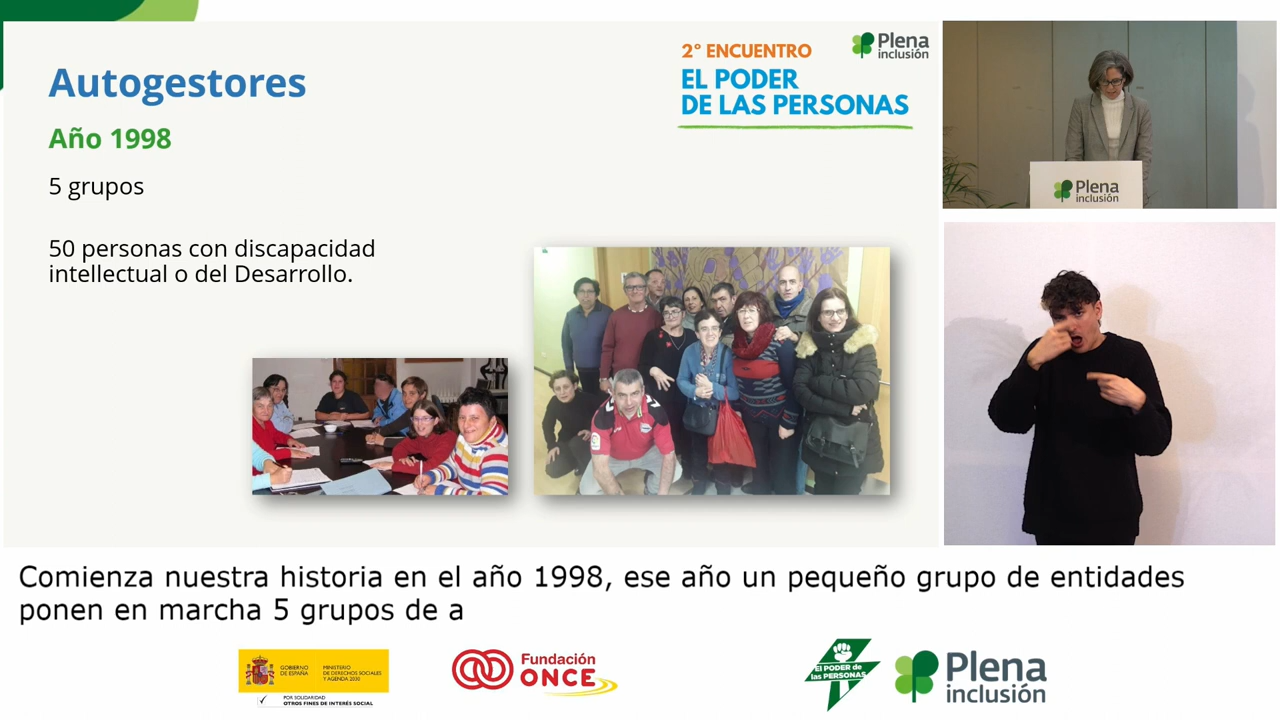 Autogestores
Año 1998
5 grupos
50 personas con discapacidad
intellectual o del Desarrollo.
2º ENCUENTRO
EL PODER
DE LAS PERSONAS
Plena
inclusión
Plena
inclusión
Comienza nuestra historia en el año 1998, ese año un pequeño grupo de entidades
ponen en marcha 5 grupos de a
GOBIERNO
DE ESPAÑA
MINISTERIO
DE DERECHOS SOCIALES
Y AGENDA 2030
POR SOLIDARIDAD
OTROS FINES DE INTERÉS SOCIAL
Fundación
ONCE
El PODER de
las PERSONAS
Plena
inclusión